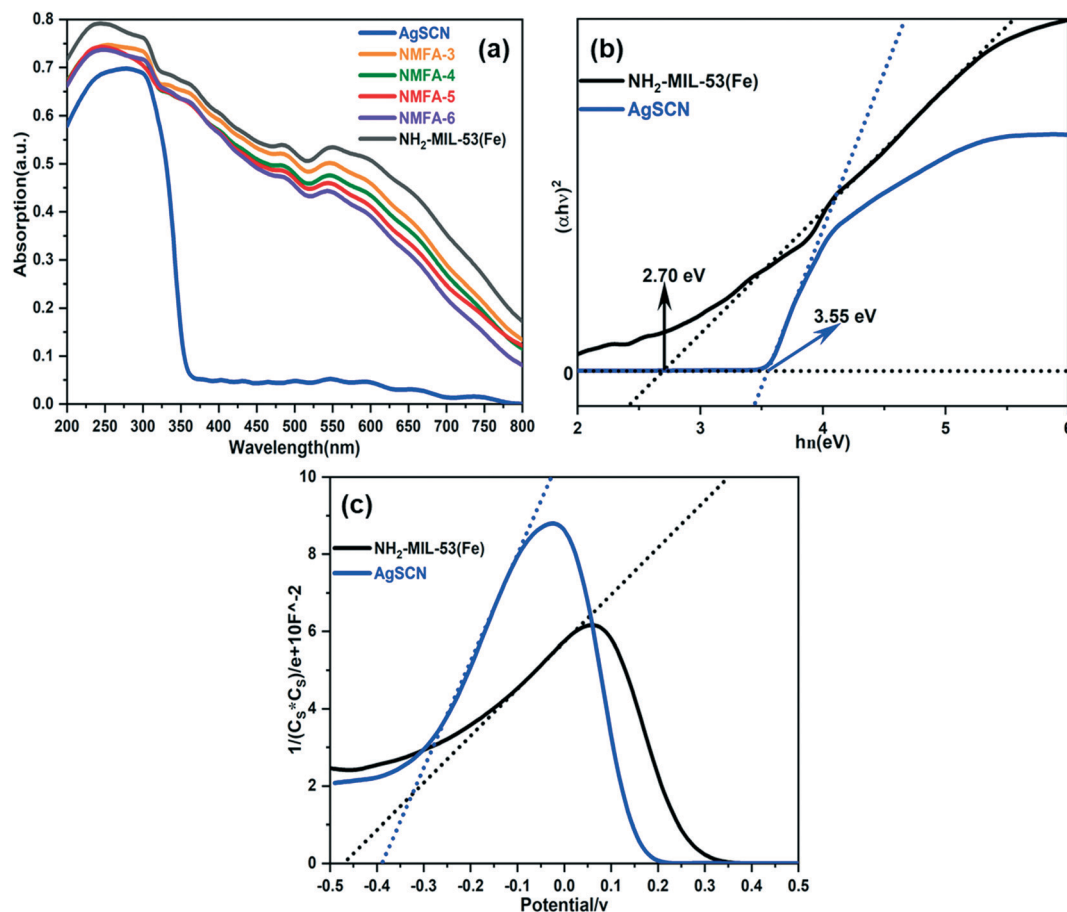 (a)
AgSCN
NMFA-3
NMFA-4
NMFA-5
NMFA-6
NH₂-MIL-53(Fe)
Absorption(a.u.)
0.8
0.7
0.6
0.5
0.4
0.3
0.2
0.1
0.0
200 250 300 350 400 450 500 550 600 650 700 750 800
Wavelength(nm)
(b)
NH₂-MIL-53(Fe)
AgSCN
(αhν)²
2.70 eV
3.55 eV
0
2 3 4 5 6
hn(eV)
(c)
NH₂-MIL-53(Fe)
AgSCN
1/(Cₛ*Cₛ)/e+10F^-2
10
8
6
4
2
0
-0.5 -0.4 -0.3 -0.2 -0.1 0.0 0.1 0.2 0.3 0.4 0.5
Potential/v